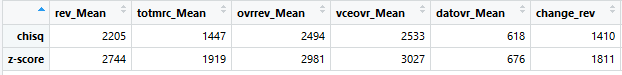 rev_Mean totmrc_Mean ovrrev_Mean vceovr_Mean datovr_Mean change_rev
chisq 2205 1447 2494 2533 618 1410
z-score 2744 1919 2981 3027 676 1811